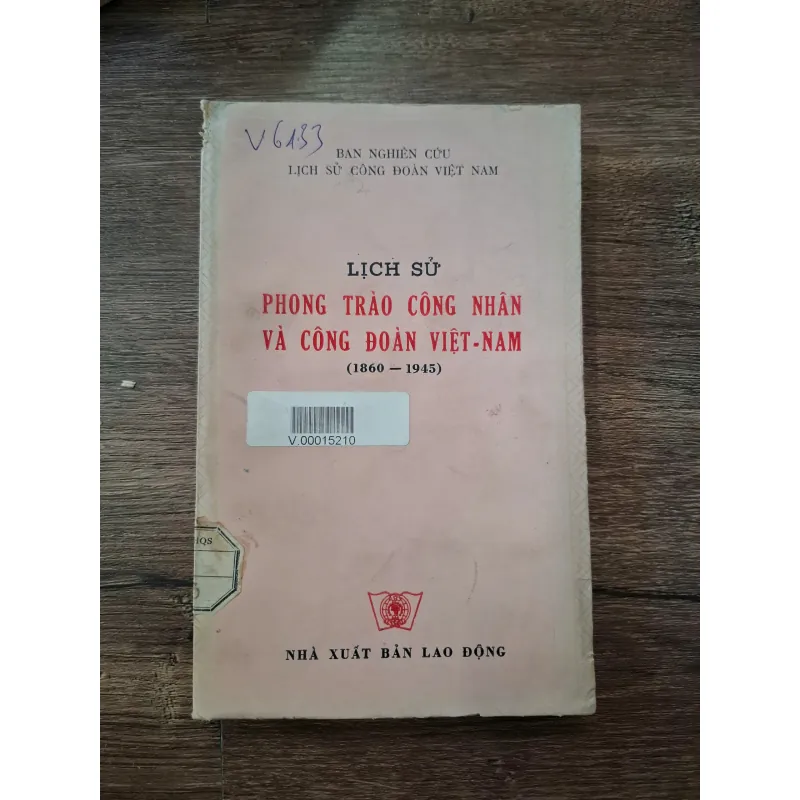 V6133
BAN NGHIÊN CỨU
LỊCH SỬ CÔNG ĐOÀN VIỆT NAM
LỊCH SỬ
PHONG TRÀO CÔNG NHÂN
VÀ CÔNG ĐOÀN VIỆT-NAM
(1860 — 1945)
V.00015210
IQS
NHÀ XUẤT BẢN LAO ĐỘNG